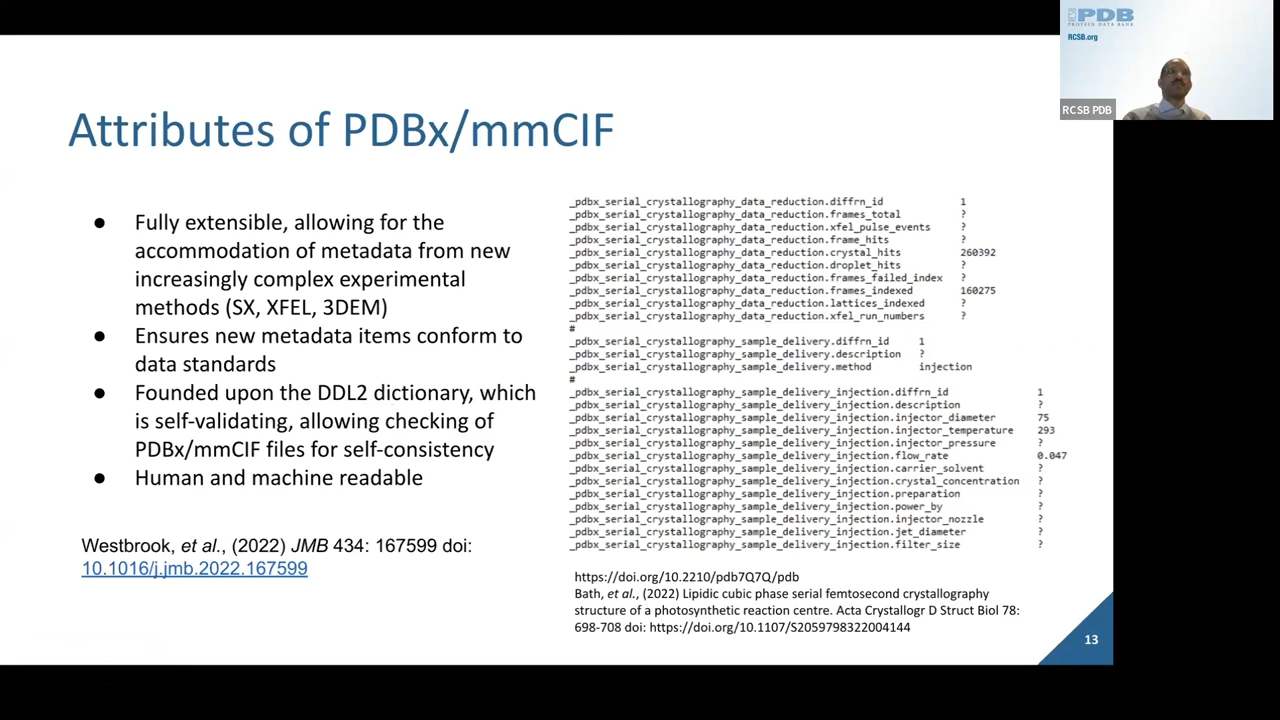 PDB
PROTEIN DATA BANK
RCSB.org
RCSB PDB
Attributes of PDBx/mmCIF
● Fully extensible, allowing for the
accommodation of metadata from new
increasingly complex experimental
methods (SX, XFEL, 3DEM)
● Ensures new metadata items conform to
data standards
● Founded upon the DDL2 dictionary, which
is self-validating, allowing checking of
PDBx/mmCIF files for self-consistency
● Human and machine readable
Westbrook, et al., (2022) JMB 434: 167599 doi:
10.1016/j.jmb.2022.167599
_pdbx_serial_crystallography_data_reduction.diffrn_id 1
_pdbx_serial_crystallography_data_reduction.frames_total ?
_pdbx_serial_crystallography_data_reduction.xfel_pulse_events ?
_pdbx_serial_crystallography_data_reduction.frame_hits ?
_pdbx_serial_crystallography_data_reduction.crystal_hits 260392
_pdbx_serial_crystallography_data_reduction.droplet_hits ?
_pdbx_serial_crystallography_data_reduction.frames_failed_index ?
_pdbx_serial_crystallography_data_reduction.frames_indexed 160275
_pdbx_serial_crystallography_data_reduction.lattices_indexed ?
_pdbx_serial_crystallography_data_reduction.xfel_run_numbers ?
#
_pdbx_serial_crystallography_sample_delivery.diffrn_id 1
_pdbx_serial_crystallography_sample_delivery.description ?
_pdbx_serial_crystallography_sample_delivery.method injection
#
_pdbx_serial_crystallography_sample_delivery_injection.diffrn_id 1
_pdbx_serial_crystallography_sample_delivery_injection.description ?
_pdbx_serial_crystallography_sample_delivery_injection.injector_diameter 75
_pdbx_serial_crystallography_sample_delivery_injection.injector_temperature 293
_pdbx_serial_crystallography_sample_delivery_injection.injector_pressure ?
_pdbx_serial_crystallography_sample_delivery_injection.flow_rate 0.047
_pdbx_serial_crystallography_sample_delivery_injection.carrier_solvent ?
_pdbx_serial_crystallography_sample_delivery_injection.crystal_concentration ?
_pdbx_serial_crystallography_sample_delivery_injection.preparation ?
_pdbx_serial_crystallography_sample_delivery_injection.power_by ?
_pdbx_serial_crystallography_sample_delivery_injection.injector_nozzle ?
_pdbx_serial_crystallography_sample_delivery_injection.jet_diameter ?
_pdbx_serial_crystallography_sample_delivery_injection.filter_size ?
https://doi.org/10.2210/pdb7Q7Q/pdb
Bath, et al., (2022) Lipidic cubic phase serial femtosecond crystallography
structure of a photosynthetic reaction centre. Acta Crystallogr D Struct Biol 78:
698-708 doi: https://doi.org/10.1107/S2059798322004144
13